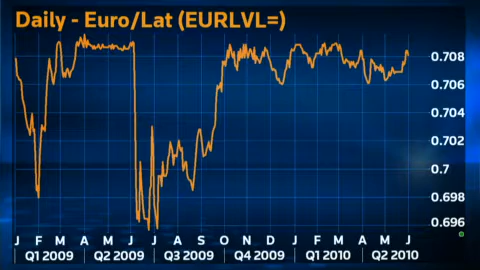 Daily - Euro/Lat (EURLVL=)
0.708
0.706
0.704
0.702
0.7
0.698
0.696
J F M A M J J A S O N D J F M A M J
Q1 2009 Q2 2009 Q3 2009 Q4 2009 Q1 2010 Q2 2010